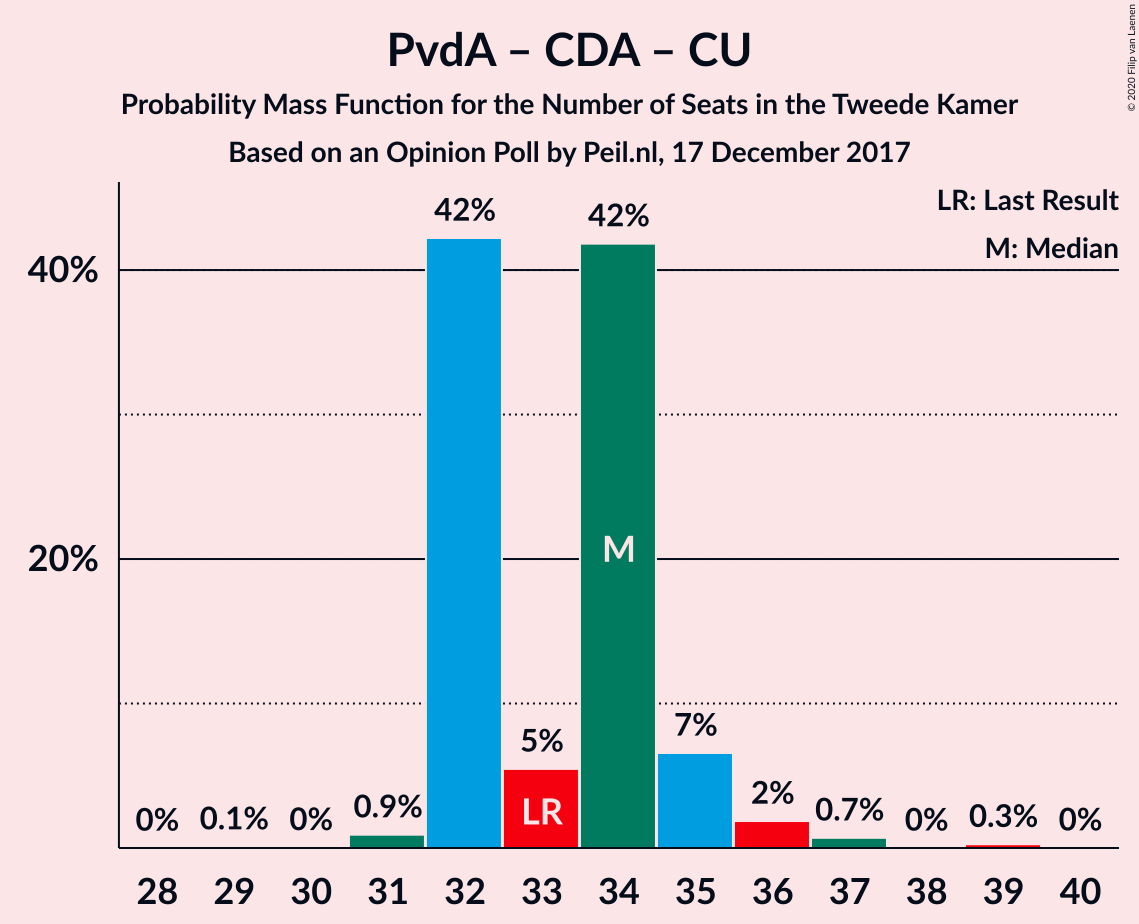 PvdA – CDA – CU
Probability Mass Function for the Number of Seats in the Tweede Kamer
Based on an Opinion Poll by Peil.nl, 17 December 2017
© 2020 Filip van Laenen
LR: Last Result
M: Median
40%
20%
0%
0.1%
0%
0.9%
42%
5%
42%
7%
2%
0.7%
0%
0.3%
0%
LR
M
28 29 30 31 32 33 34 35 36 37 38 39 40